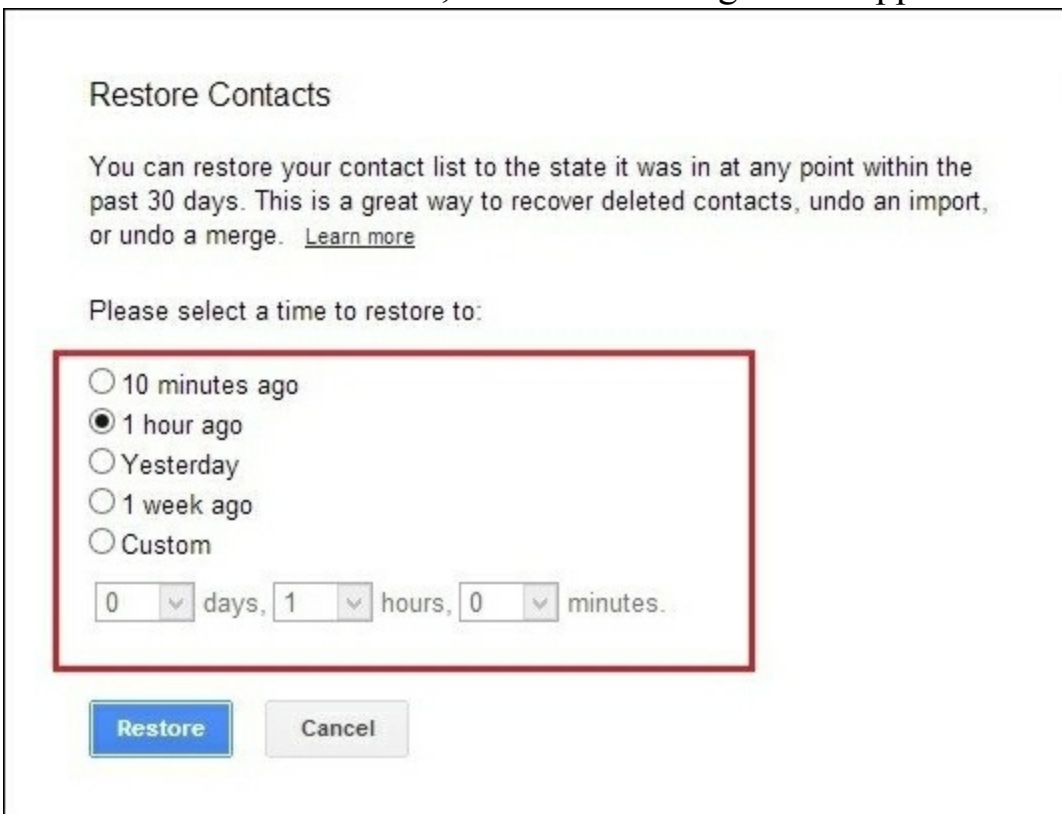 Restore Contacts
You can restore your contact list to the state it was in at any point within the
past 30 days. This is a great way to recover deleted contacts, undo an import,
or undo a merge. Learn more
Please select a time to restore to:
10 minutes ago
1 hour ago
Yesterday
1 week ago
Custom
0 days, 1 hours, 0 minutes.
Restore Cancel